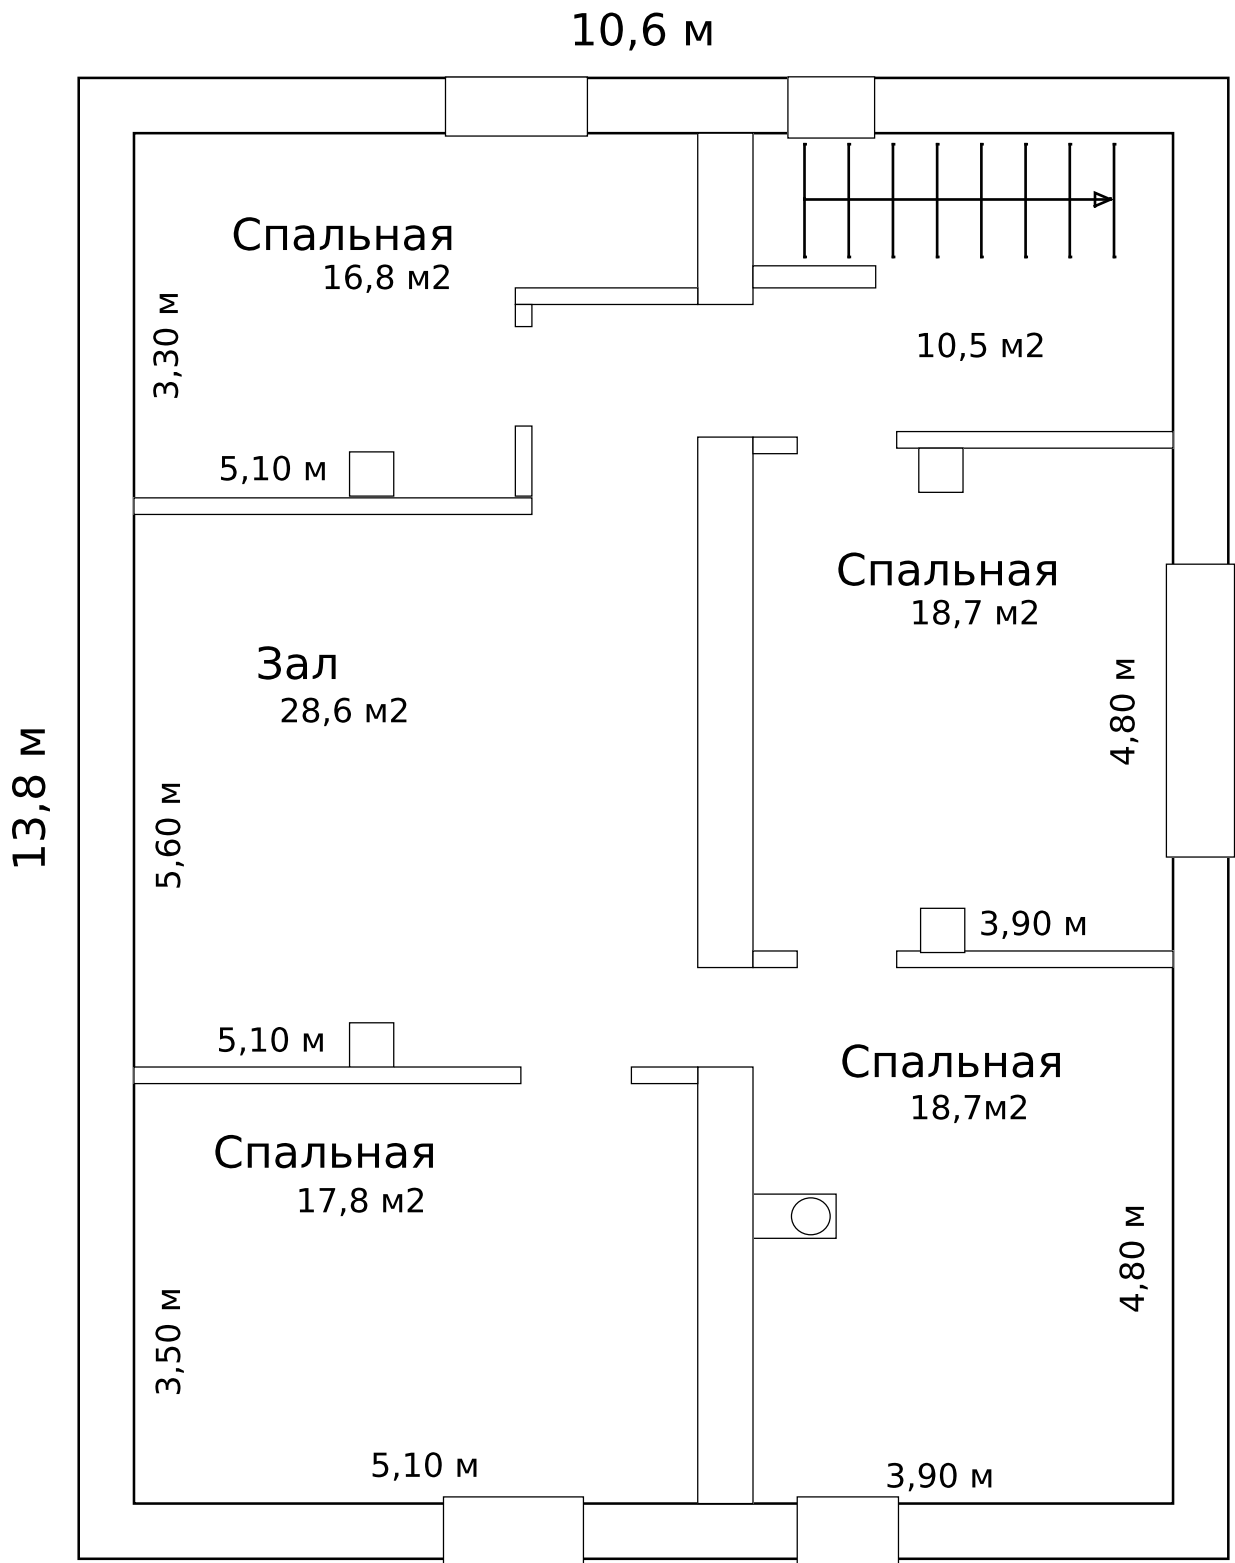 10,6 м
Спальная
16,8 м2
3,30 м
10,5 м2
5,10 м
Спальная
18,7 м2
Зал
28,6 м2
4,80 м
13,8 м
5,60 м
3,90 м
5,10 м
Спальная
18,7м2
Спальная
17,8 м2
4,80 м
3,50 м
5,10 м
3,90 м